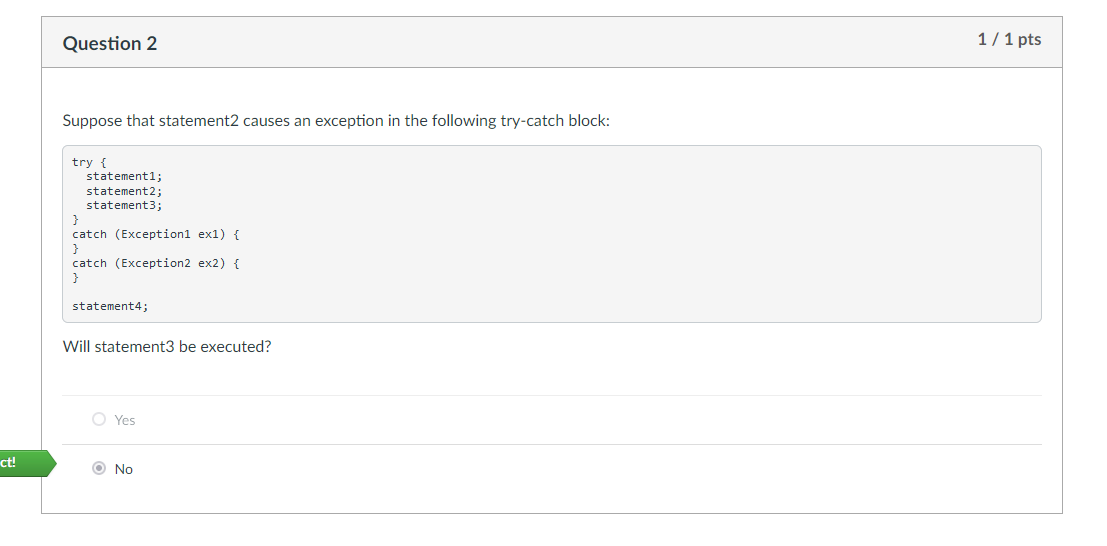 Question 2
1 / 1 pts
Suppose that statement2 causes an exception in the following try-catch block:
try {
  statement1;
  statement2;
  statement3;
}
catch (Exception1 ex1) {
}
catch (Exception2 ex2) {
}

statement4;
Will statement3 be executed?
Yes
ct!
No